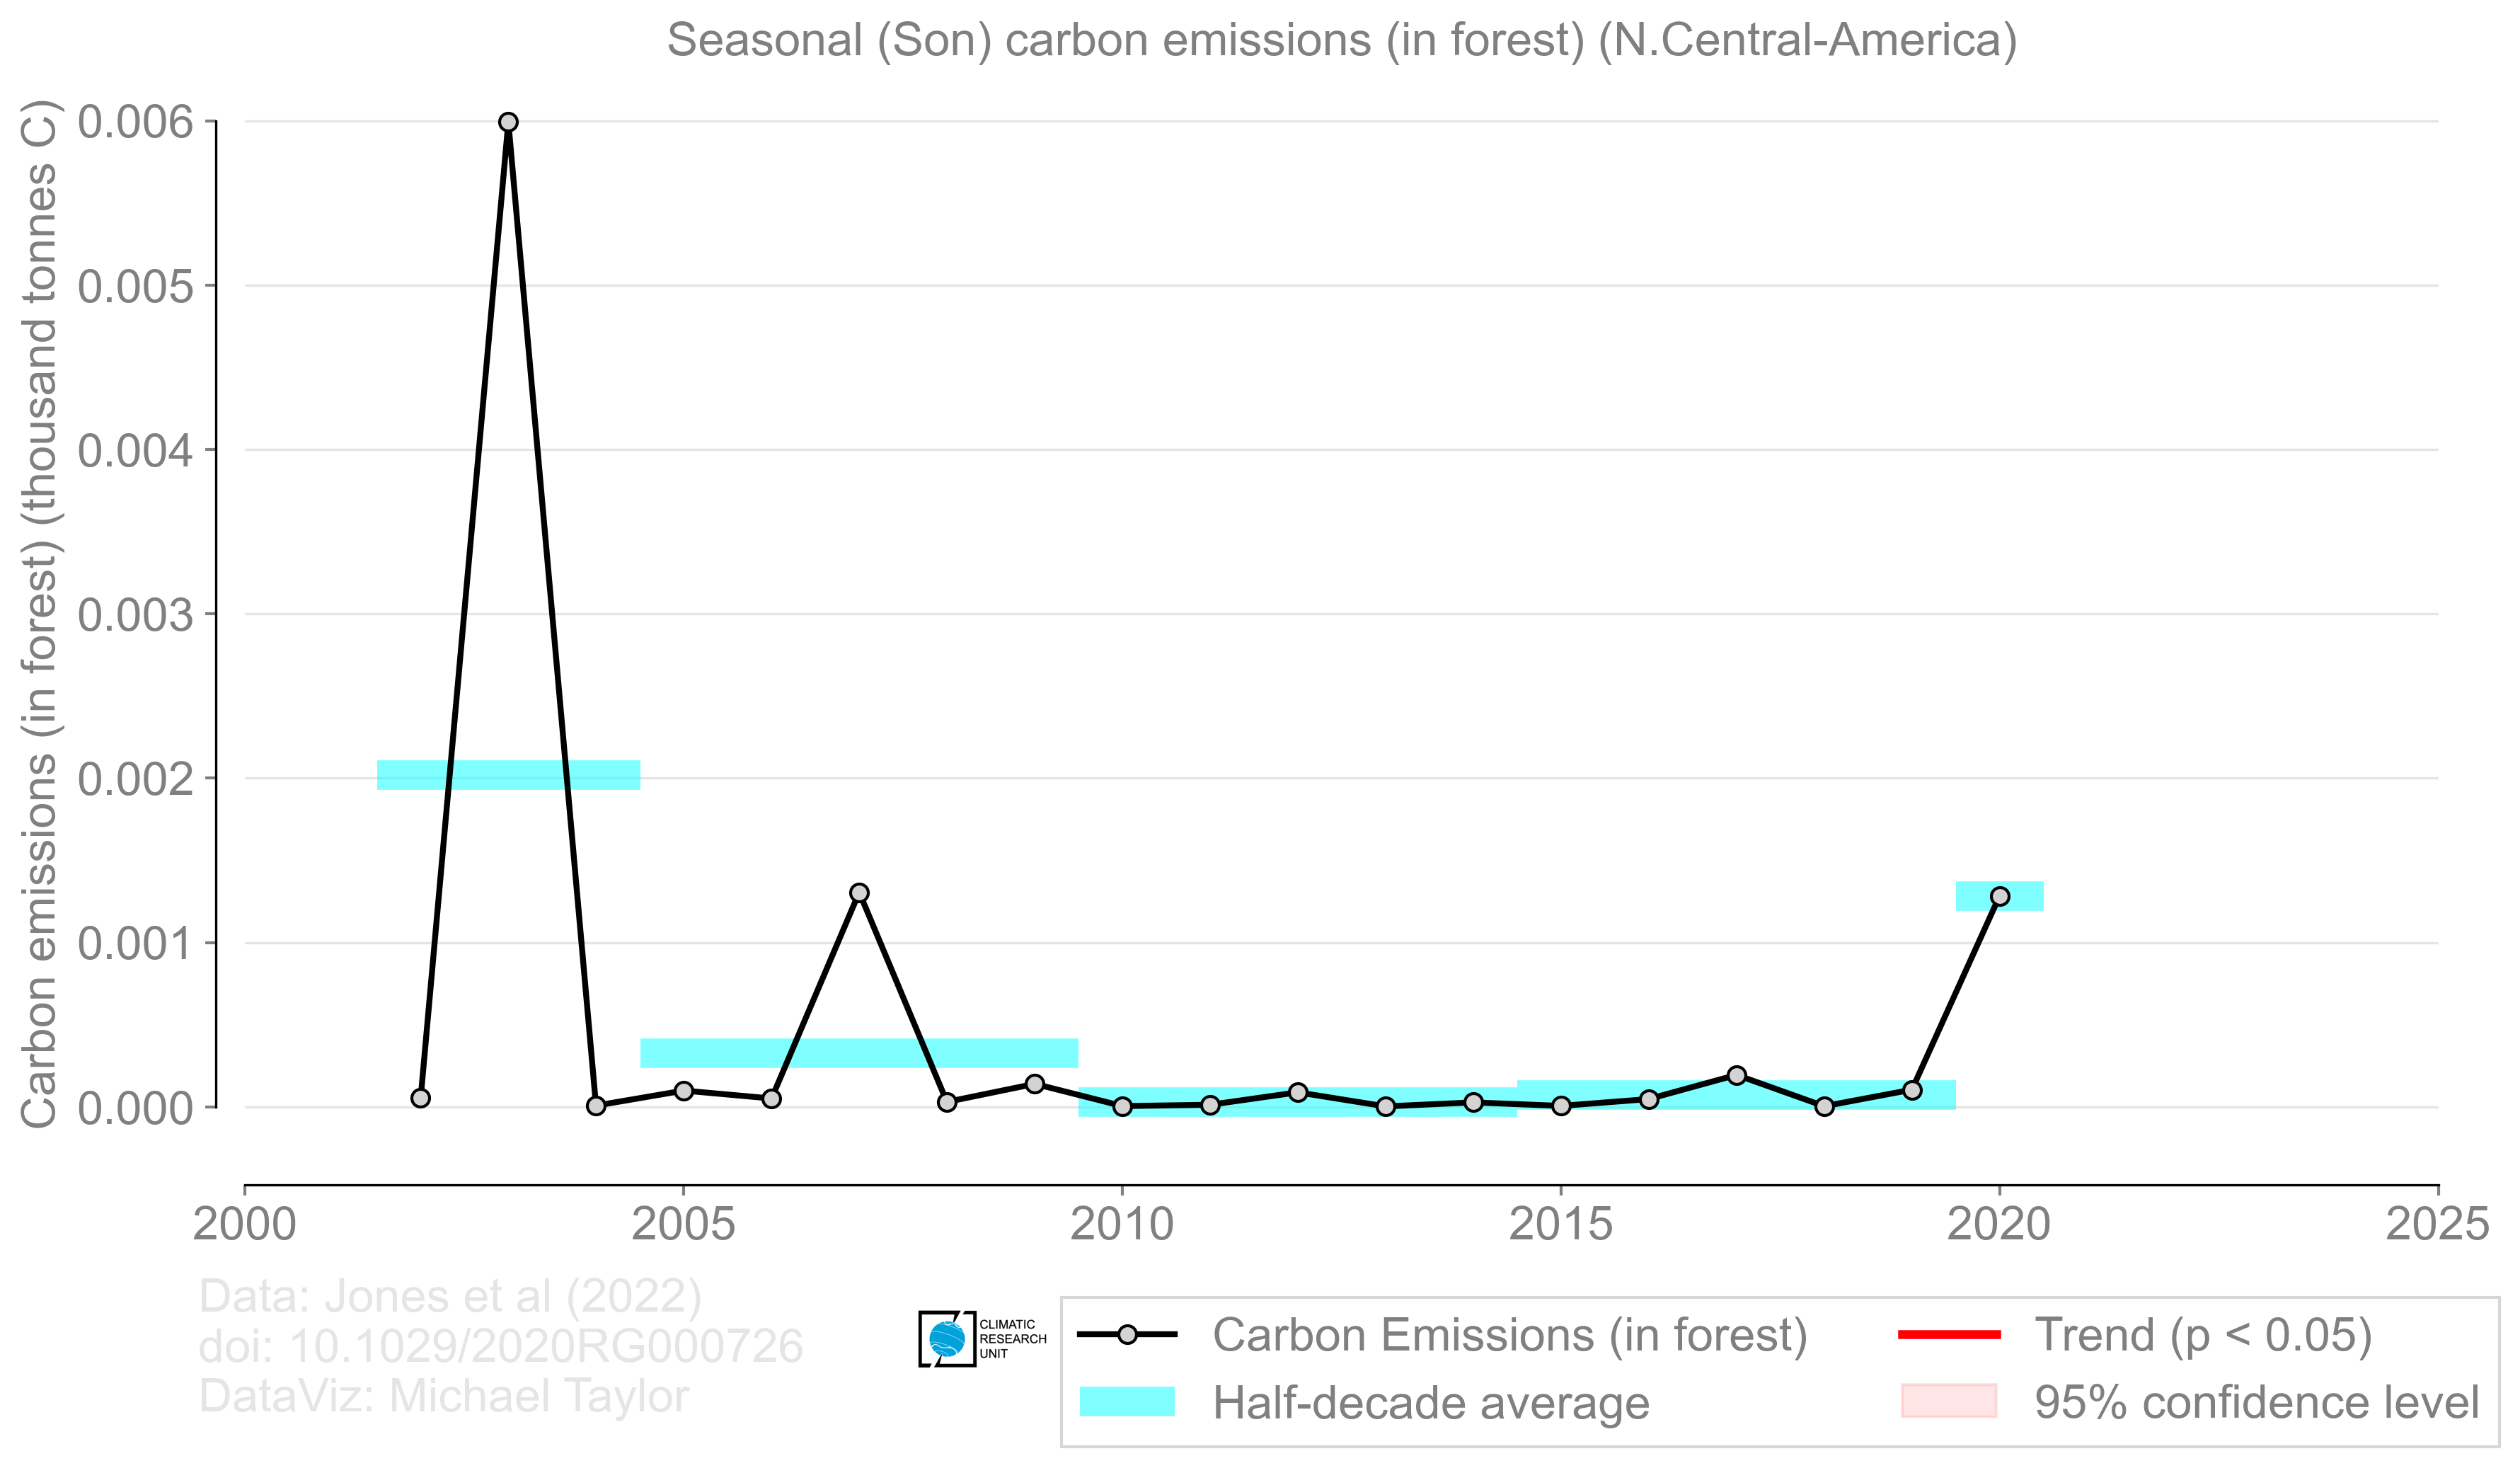 Seasonal (Son) carbon emissions (in forest) (N.Central-America)
Carbon emissions (in forest) (thousand tonnes C)
0.006
0.005
0.004
0.003
0.002
0.001
0.000
2000 2005 2010 2015 2020 2025
Data: Jones et al (2022)
doi: 10.1029/2020RG000726
DataViz: Michael Taylor
CLIMATIC
RESEARCH
UNIT
Carbon Emissions (in forest)
Half-decade average
Trend (p < 0.05)
95% confidence level